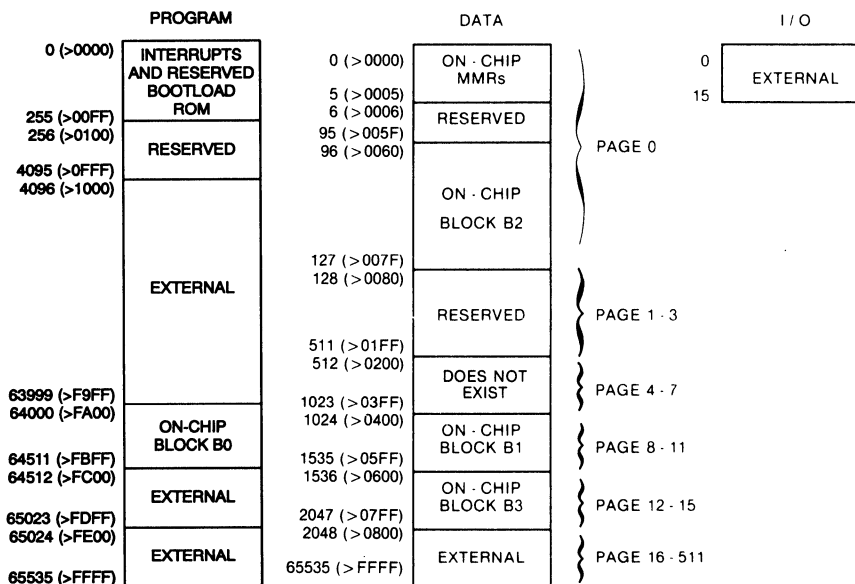 PROGRAM
0 (>0000)
INTERRUPTS
AND RESERVED
BOOTLOAD
ROM
255 (>00FF)
256 (>0100)
RESERVED
4095 (>0FFF)
4096 (>1000)
EXTERNAL
63999 (>F9FF)
64000 (>FA00)
ON-CHIP
BLOCK B0
64511 (>FBFF)
64512 (>FC00)
EXTERNAL
65023 (>FDFF)
65024 (>FE00)
EXTERNAL
65535 (>FFFF)
DATA
0 (>0000)
ON - CHIP
MMRs
5 (>0005)
6 (>0006)
RESERVED
95 (>005F)
96 (>0060)
ON - CHIP
BLOCK B2
127 (>007F)
128 (>0080)
RESERVED
511 (>01FF)
512 (>0200)
DOES NOT
EXIST
1023 (>03FF)
1024 (>0400)
ON - CHIP
BLOCK B1
1535 (>05FF)
1536 (>0600)
ON - CHIP
BLOCK B3
2047 (>07FF)
2048 (>0800)
EXTERNAL
65535 (>FFFF)
PAGE 0
PAGE 1 - 3
PAGE 4 - 7
PAGE 8 - 11
PAGE 12 - 15
PAGE 16 - 511
I / O
0
EXTERNAL
15